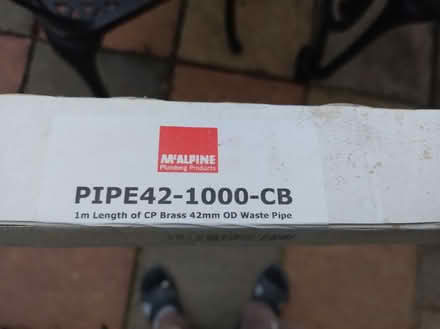 McALPINE
Plumbing Products
PIPE42-1000-CB
1m Length of CP Brass 42mm OD Waste Pipe